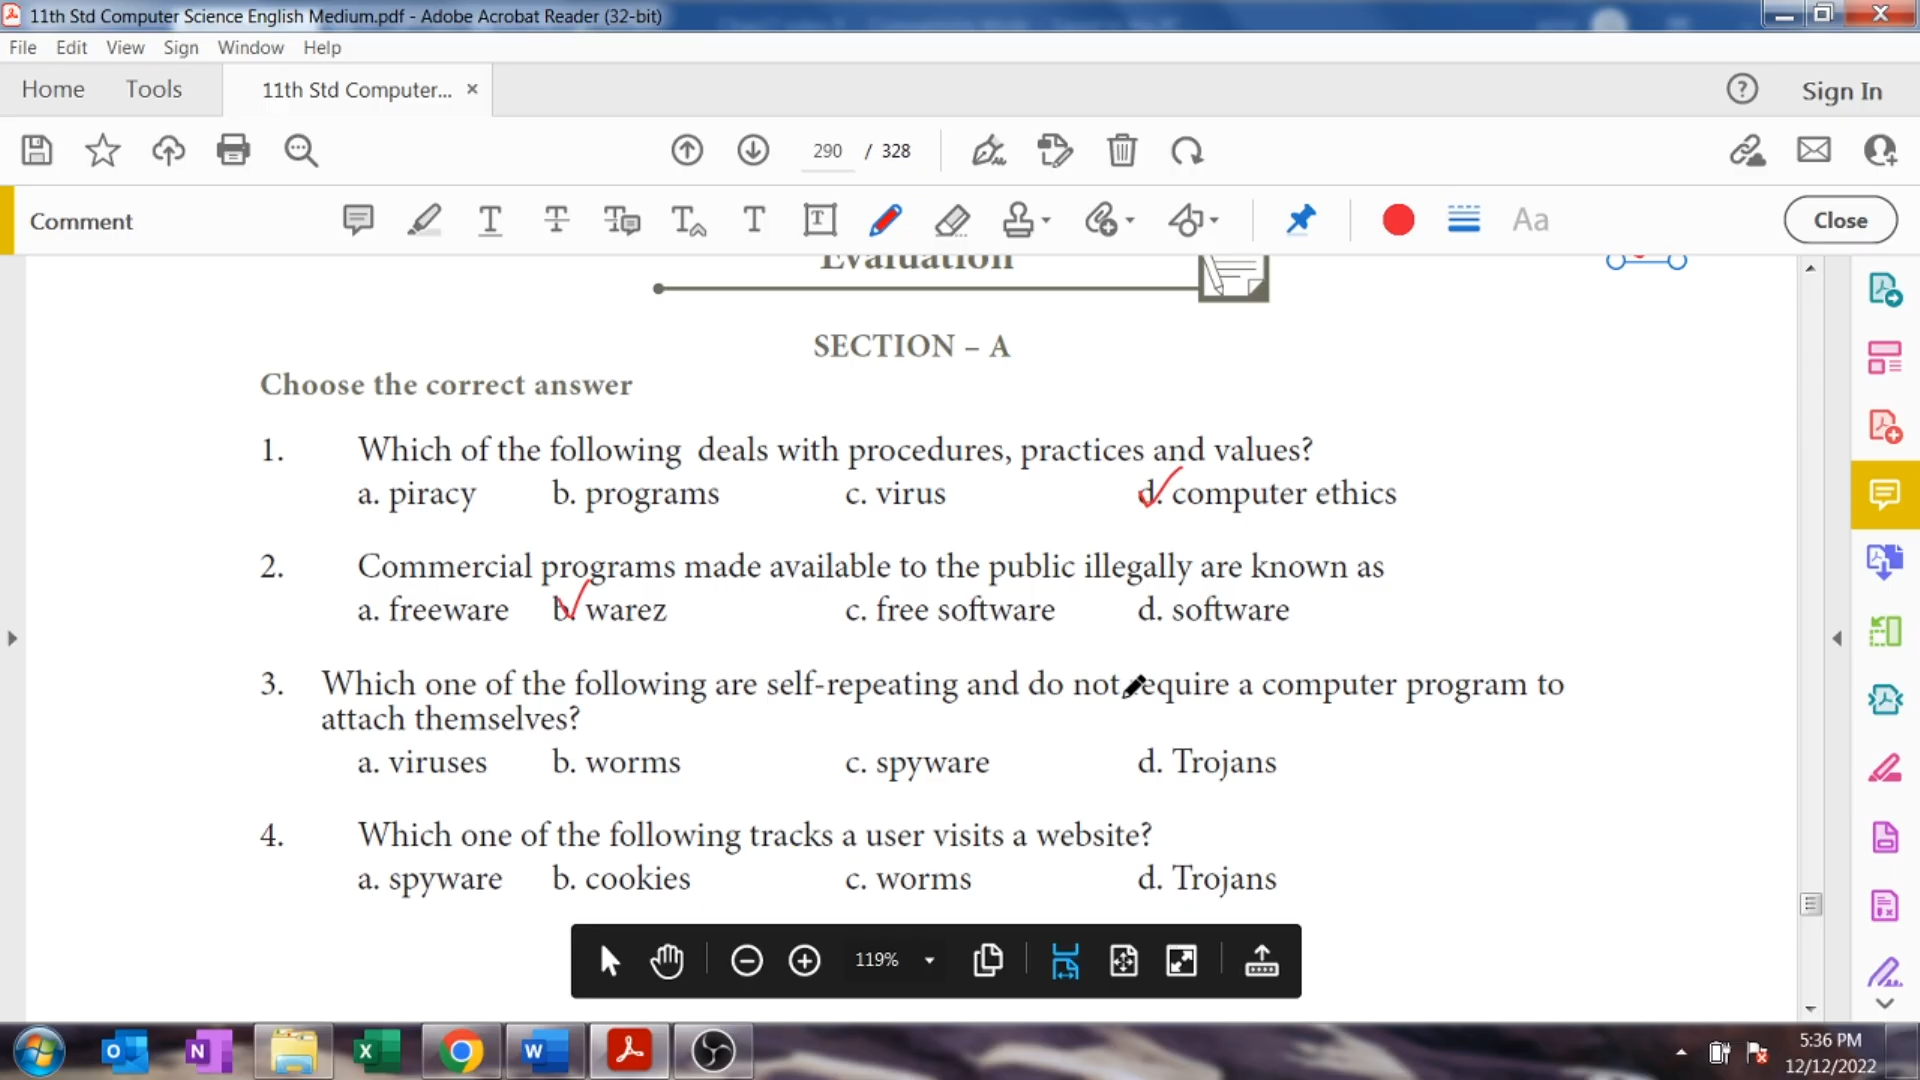 11th Std Computer Science English Medium.pdf - Adobe Acrobat Reader (32-bit)
File Edit View Sign Window Help
Home Tools 11th Std Computer... × Sign In
290 / 328
Comment Aa Close
Evaluation
SECTION – A
Choose the correct answer
1. Which of the following deals with procedures, practices and values?
a. piracy b. programs c. virus d. computer ethics
2. Commercial programs made available to the public illegally are known as
a. freeware b. warez c. free software d. software
3. Which one of the following are self-repeating and do not require a computer program to
attach themselves?
a. viruses b. worms c. spyware d. Trojans
4. Which one of the following tracks a user visits a website?
a. spyware b. cookies c. worms d. Trojans
119%
5:36 PM
12/12/2022